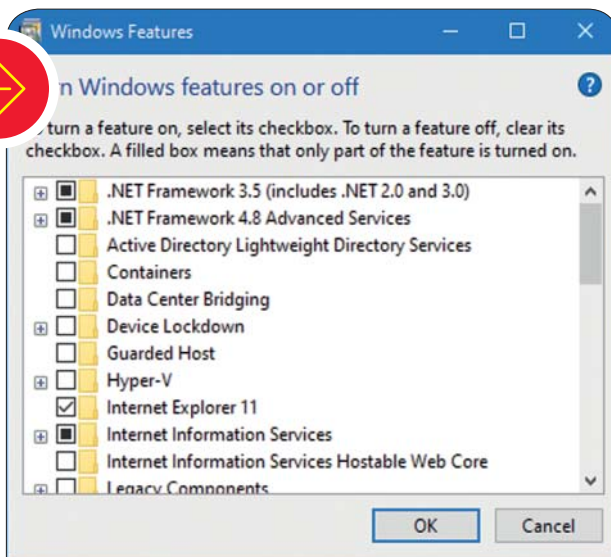 Windows Features
n Windows features on or off
?
turn a feature on, select its checkbox. To turn a feature off, clear its
checkbox. A filled box means that only part of the feature is turned on.
.NET Framework 3.5 (includes .NET 2.0 and 3.0)
.NET Framework 4.8 Advanced Services
Active Directory Lightweight Directory Services
Containers
Data Center Bridging
Device Lockdown
Guarded Host
Hyper-V
Internet Explorer 11
Internet Information Services
Internet Information Services Hostable Web Core
Legacy Components
OK Cancel